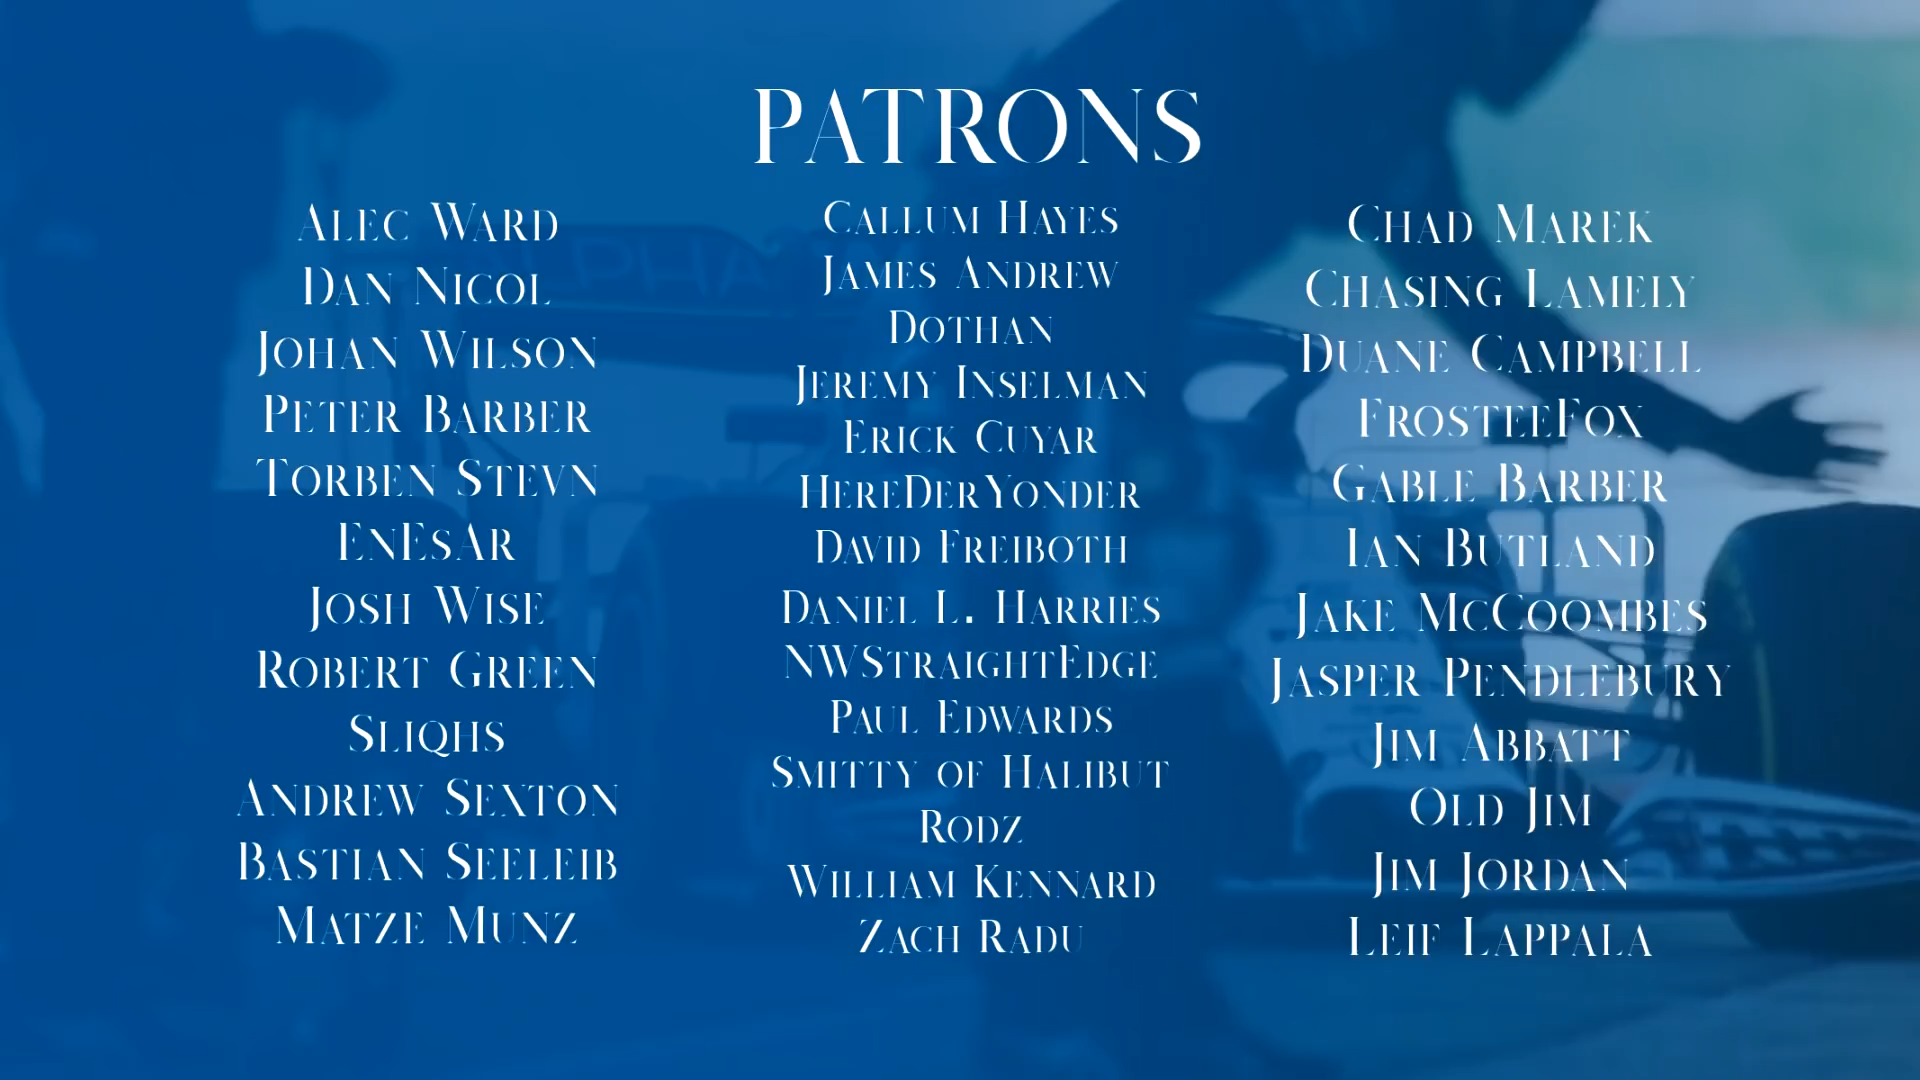 PATRONS
Alec Ward
Dan Nicol
Johan Wilson
Peter Barber
Torben Stevn
EnEsAr
Josh Wise
Robert Green
Sliqhs
Andrew Sexton
Bastian Seeleib
Matze Munz
Callum Hayes
James Andrew
Dothan
Jeremy Inselman
Erick Cuyar
HereDerYonder
David Freiboth
Daniel L. Harries
NWStraightEdge
Paul Edwards
Smitty of Halibut
Rodz
William Kennard
Zach Radu
Chad Marek
Chasing Lamely
Duane Campbell
FrosteeFox
Gable Barber
Ian Butland
Jake McCoombes
Jasper Pendlebury
Jim Abbatt
Old Jim
Jim Jordan
Leif Lappala
ALPHA